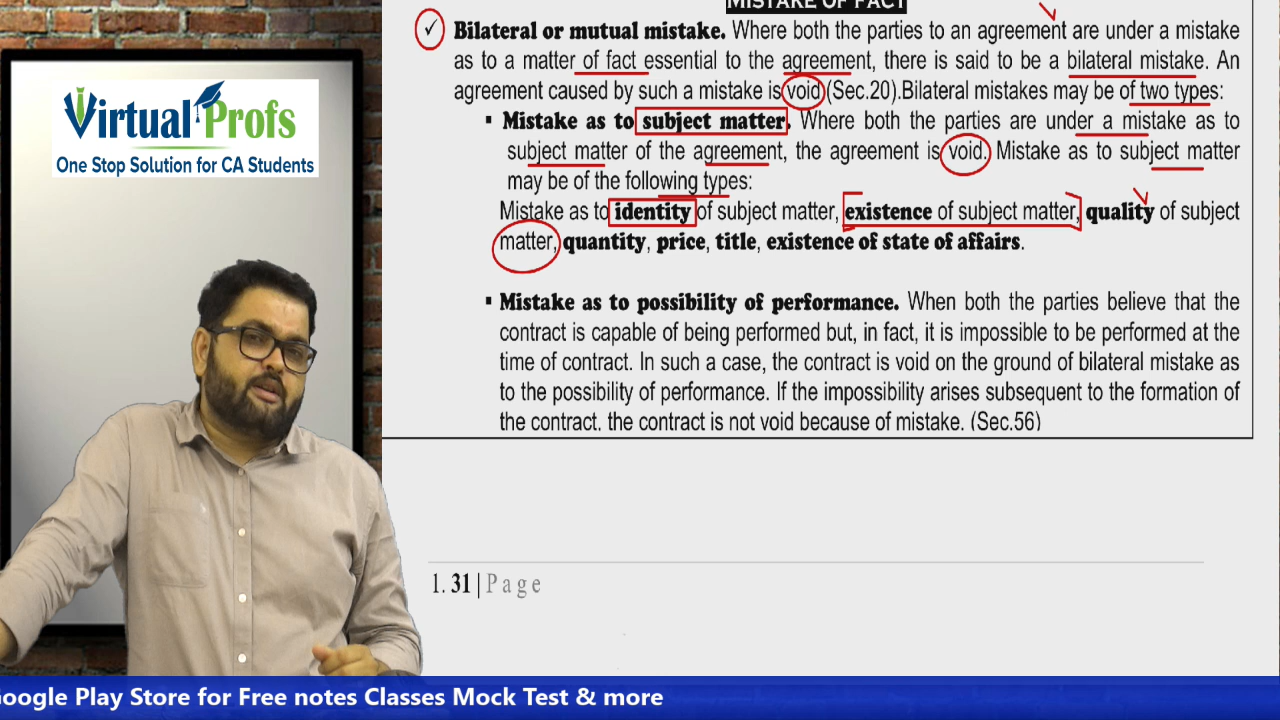 MISTAKE OF FACT
Virtual Profs
One Stop Solution for CA Students
✓ Bilateral or mutual mistake. Where both the parties to an agreement are under a mistake
as to a matter of fact essential to the agreement, there is said to be a bilateral mistake. An
agreement caused by such a mistake is void (Sec.20).Bilateral mistakes may be of two types:
▪ Mistake as to subject matter. Where both the parties are under a mistake as to
subject matter of the agreement, the agreement is void. Mistake as to subject matter
may be of the following types:
Mistake as to identity of subject matter, existence of subject matter, quality of subject
matter, quantity, price, title, existence of state of affairs.
▪ Mistake as to possibility of performance. When both the parties believe that the
contract is capable of being performed but, in fact, it is impossible to be performed at the
time of contract. In such a case, the contract is void on the ground of bilateral mistake as
to the possibility of performance. If the impossibility arises subsequent to the formation of
the contract, the contract is not void because of mistake. (Sec.56)
1. 31 | Page
Google Play Store for Free notes Classes Mock Test & more